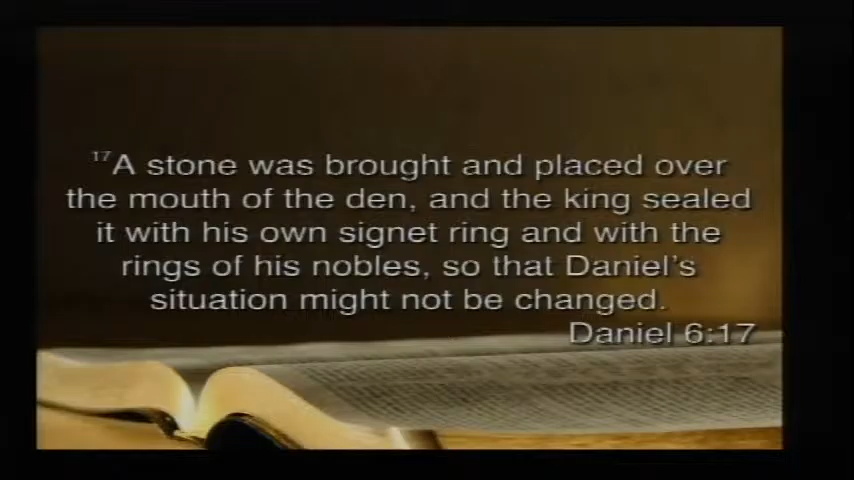 17A stone was brought and placed over
the mouth of the den, and the king sealed
it with his own signet ring and with the
rings of his nobles, so that Daniel's
situation might not be changed.
Daniel 6:17